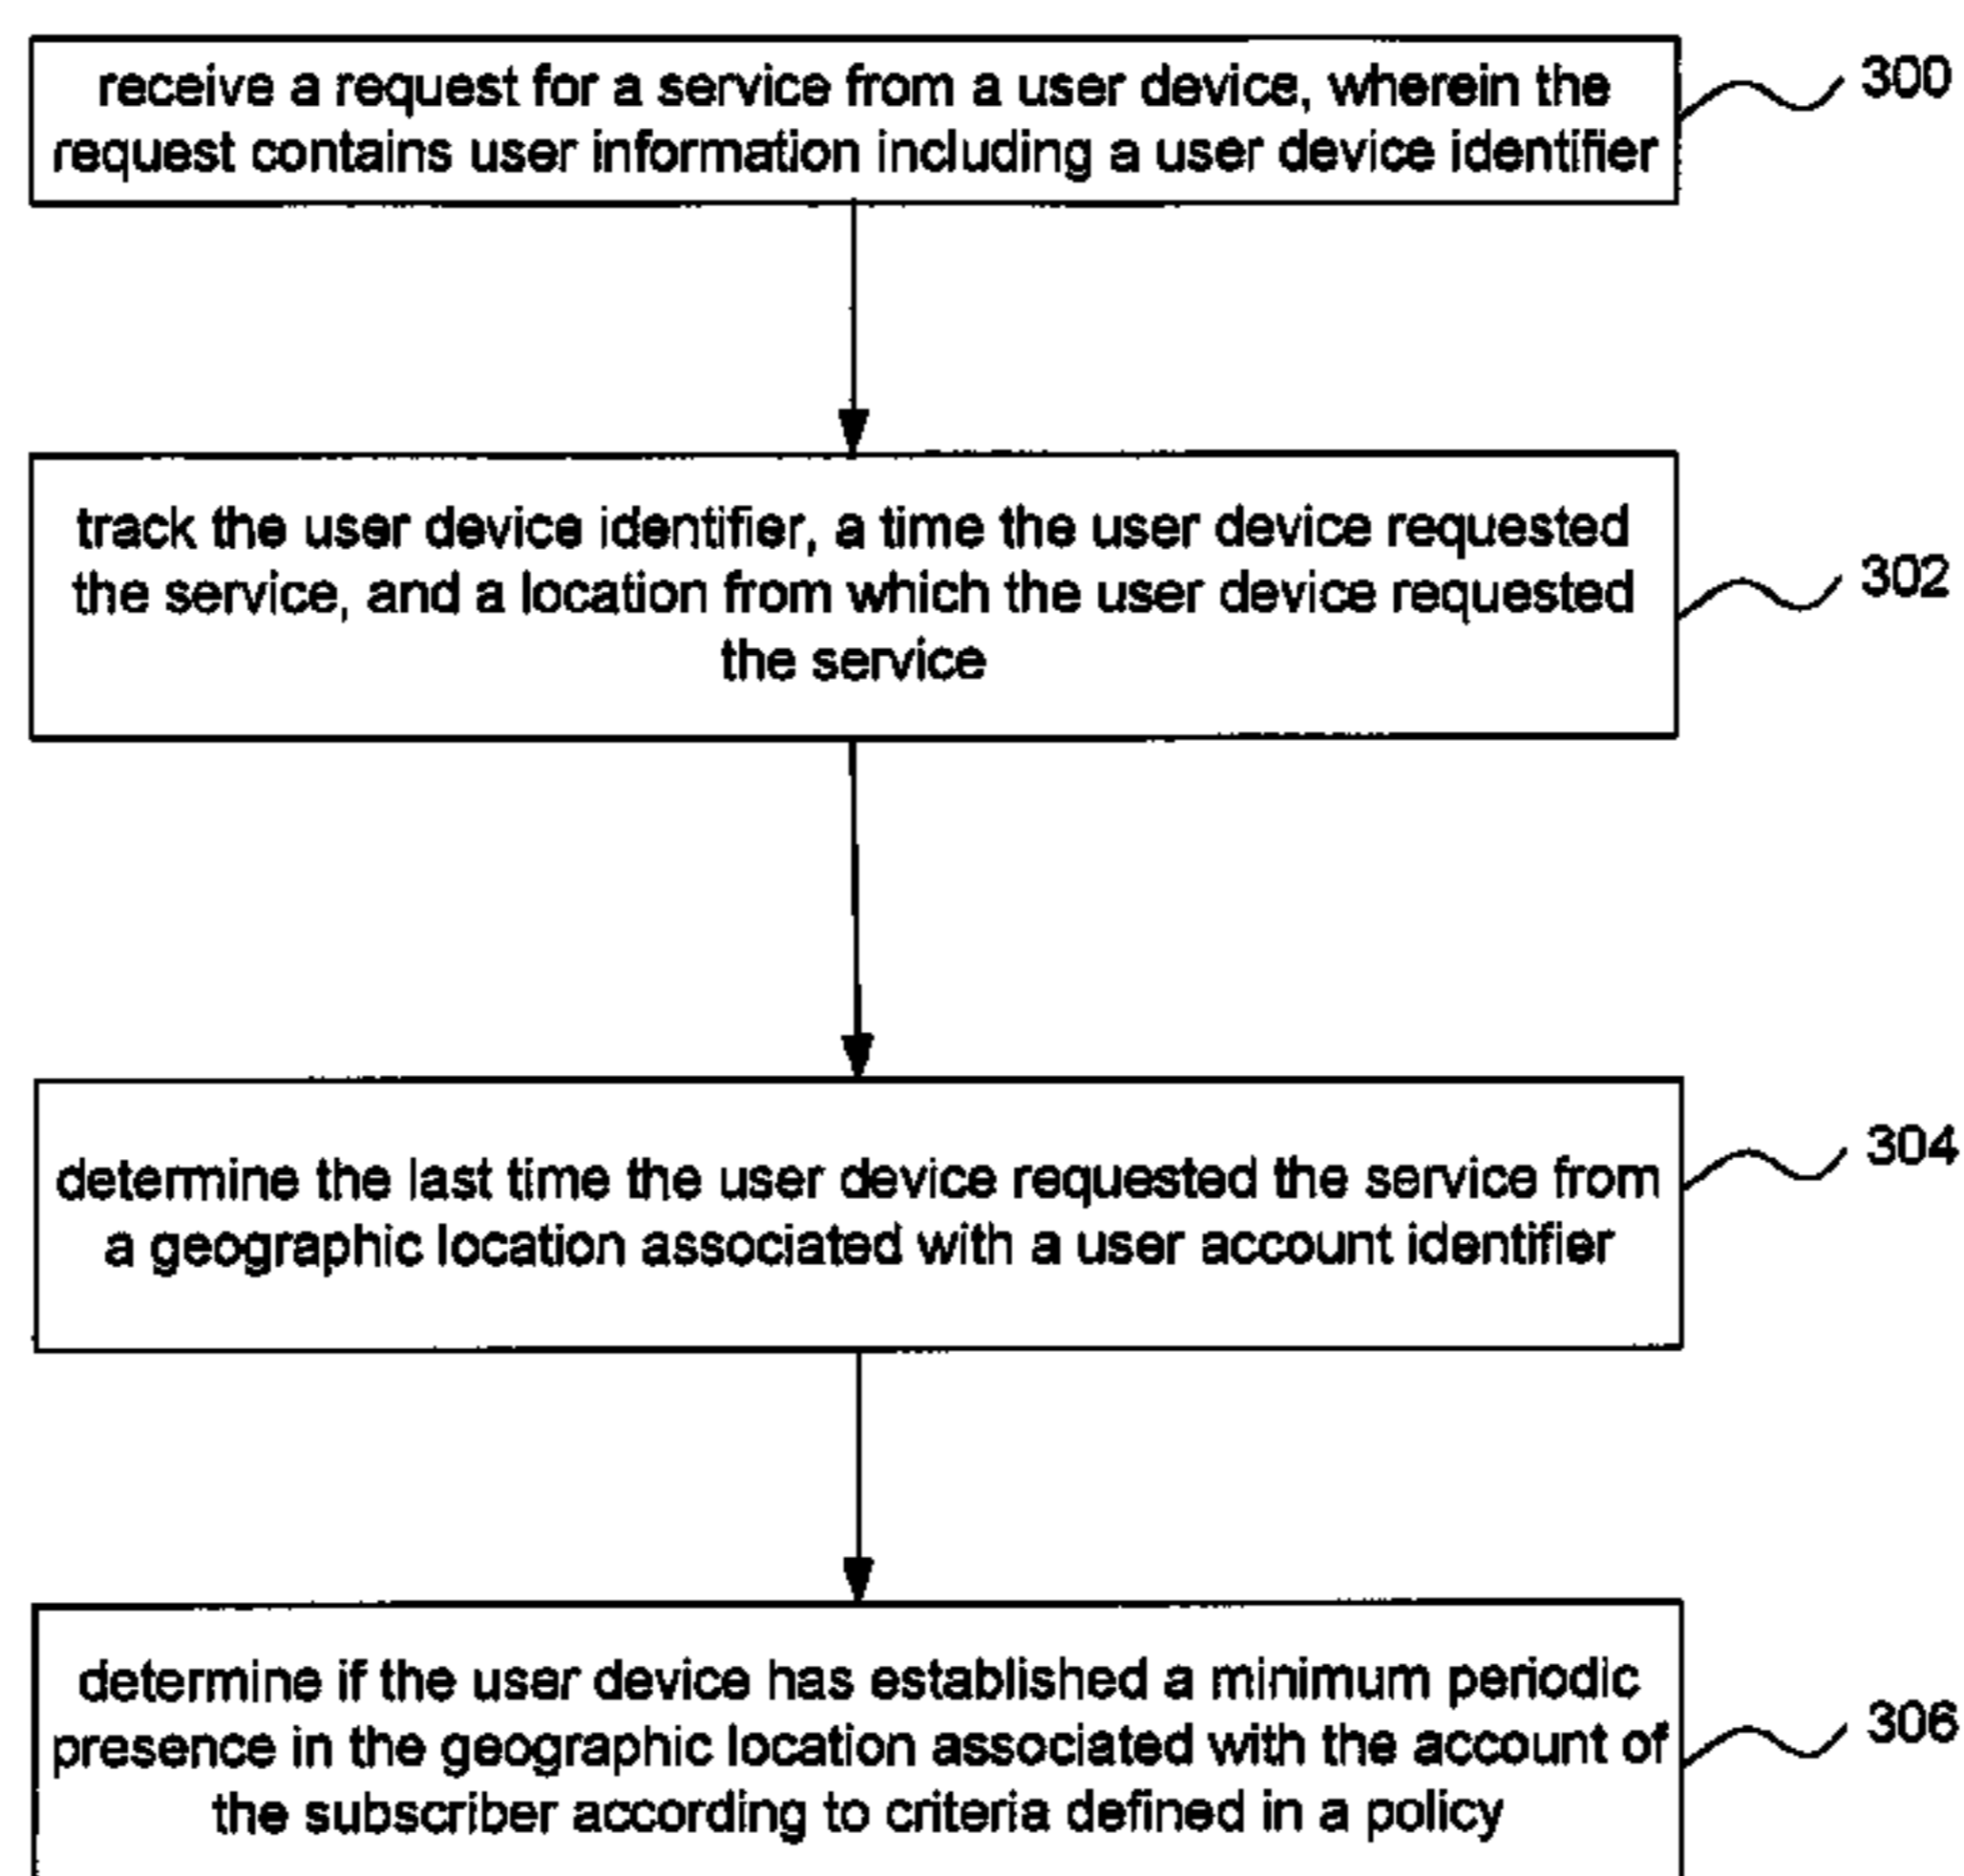 receive a request for a service from a user device, wherein the
request contains user information including a user device identifier
300
track the user device identifier, a time the user device requested
the service, and a location from which the user device requested
the service
302
determine the last time the user device requested the service from
a geographic location associated with a user account identifier
304
determine if the user device has established a minimum periodic
presence in the geographic location associated with the account of
the subscriber according to criteria defined in a policy
306